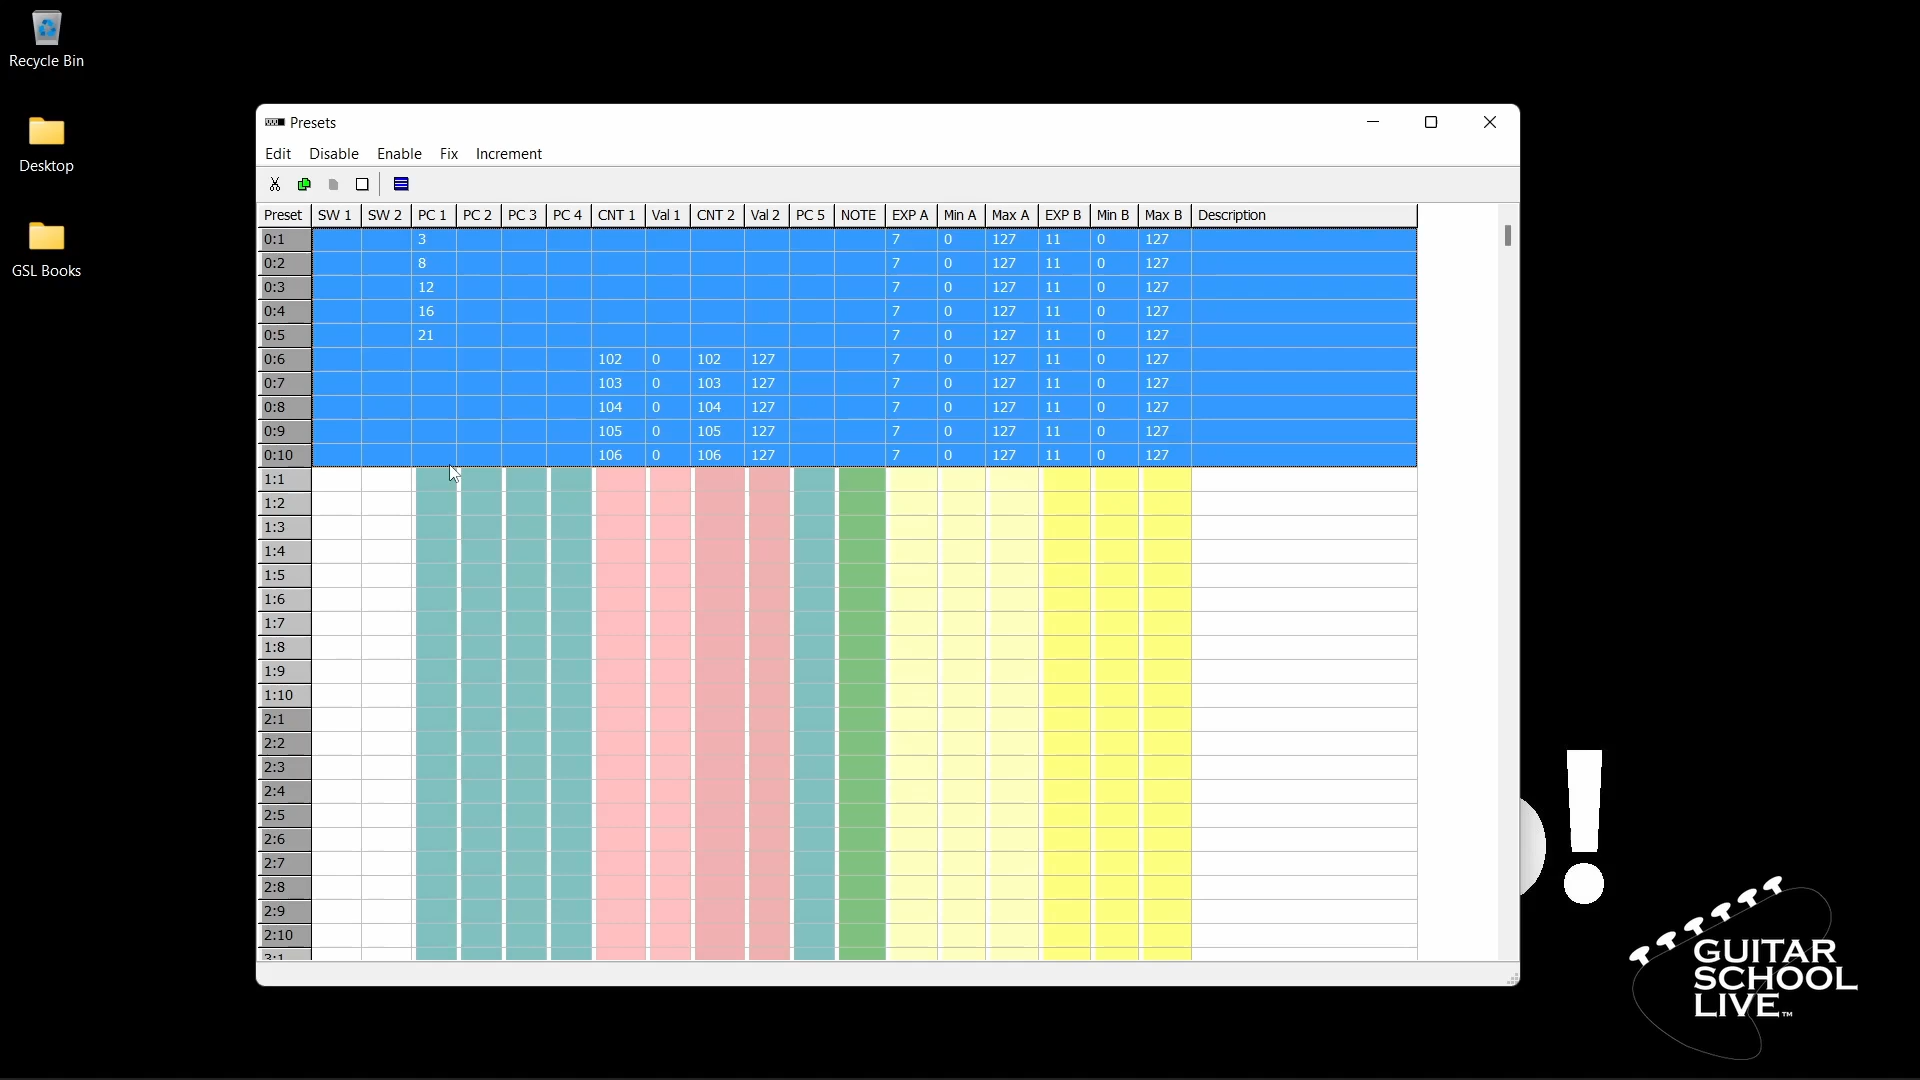 Recycle Bin
Desktop
GSL Books
Presets
Edit Disable Enable Fix Increment
Preset SW 1 SW 2 PC 1 PC 2 PC 3 PC 4 CNT 1 Val 1 CNT 2 Val 2 PC 5 NOTE EXP A Min A Max A EXP B Min B Max B Description
0:1 3 7 0 127 11 0 127
0:2 8 7 0 127 11 0 127
0:3 12 7 0 127 11 0 127
0:4 16 7 0 127 11 0 127
0:5 21 7 0 127 11 0 127
0:6 102 0 102 127 7 0 127 11 0 127
0:7 103 0 103 127 7 0 127 11 0 127
0:8 104 0 104 127 7 0 127 11 0 127
0:9 105 0 105 127 7 0 127 11 0 127
0:10 106 0 106 127 7 0 127 11 0 127
1:1
1:2
1:3
1:4
1:5
1:6
1:7
1:8
1:9
1:10
2:1
2:2
2:3
2:4
2:5
2:6
2:7
2:8
2:9
2:10
3:1
!
GUITAR
SCHOOL
LIVE™